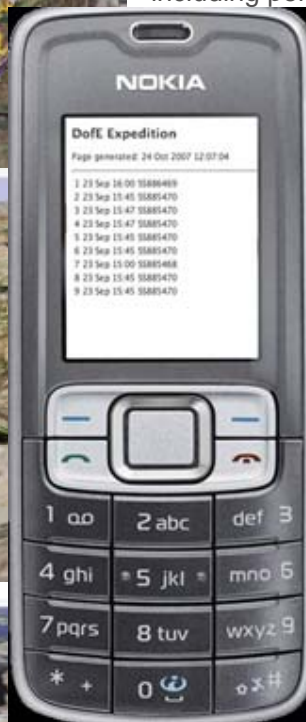 including
NOKIA
DofE Expedition
Page generated: 24 Oct 2007 12:07:04
1 23 Sep 16:00 SS886469
2 23 Sep 15:45 SS885470
3 23 Sep 15:47 SS885470
4 23 Sep 15:47 SS885470
5 23 Sep 15:45 SS885470
6 23 Sep 15:45 SS885470
7 23 Sep 15:00 SS885468
8 23 Sep 15:45 SS885470
9 23 Sep 15:45 SS885470
1 2 abc def 3
4 ghi * 5 jkl * mno 6
7 pqrs 8 tuv wxyz 9
* + 0 #